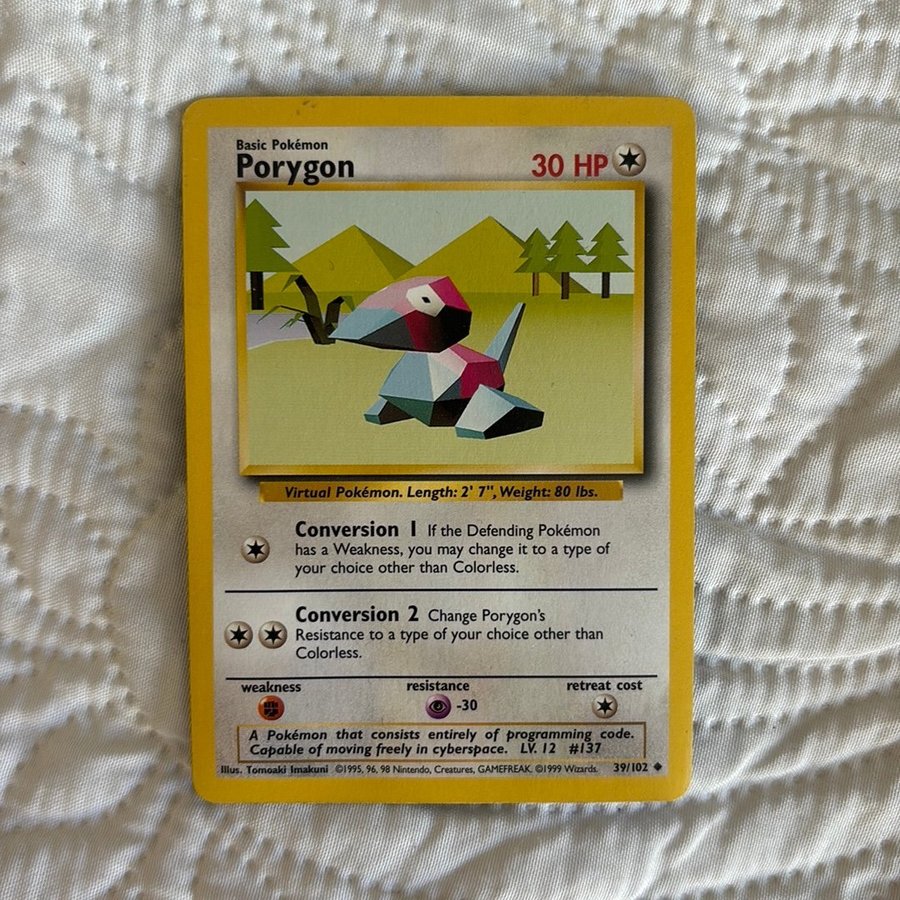 Basic Pokémon
Porygon 30 HP
Virtual Pokémon. Length: 2' 7", Weight: 80 lbs.
Conversion 1 If the Defending Pokémon
has a Weakness, you may change it to a type of
your choice other than Colorless.
Conversion 2 Change Porygon's
Resistance to a type of your choice other than
Colorless.
weakness resistance retreat cost
-30
A Pokémon that consists entirely of programming code.
Capable of moving freely in cyberspace. LV. 12 #137
Illus. Tomoaki Imakuni ©1995, 96, 98 Nintendo, Creatures, GAMEFREAK. ©1999 Wizards. 39/102